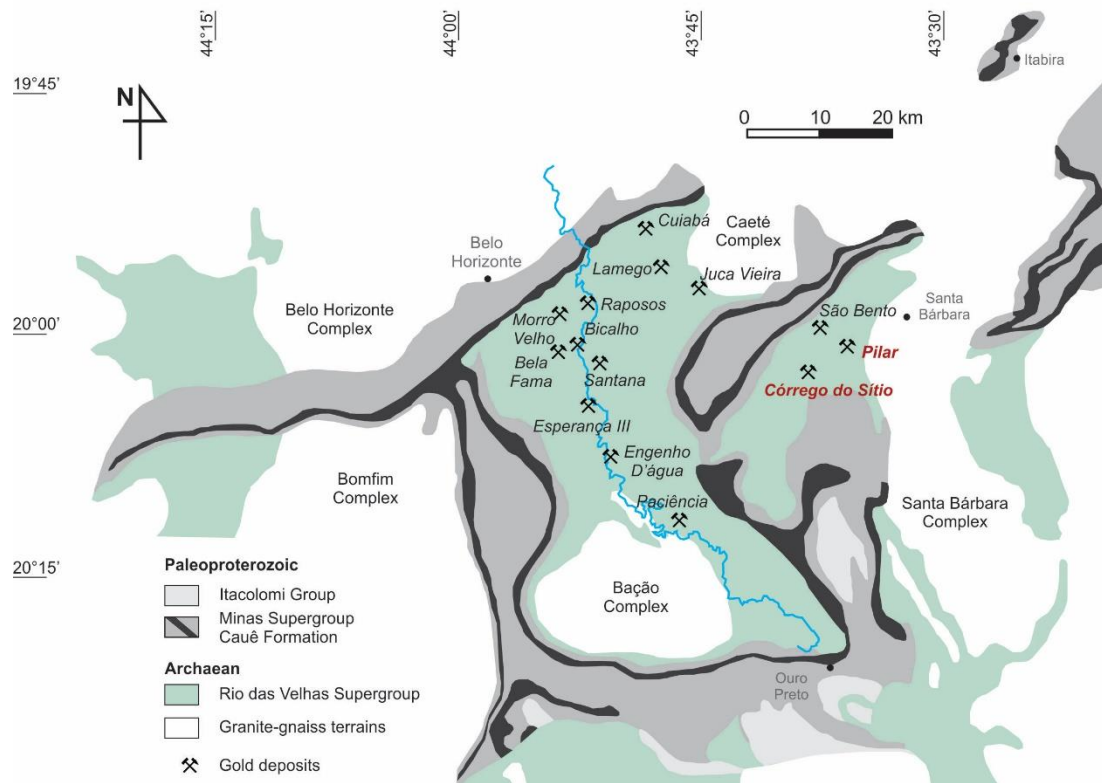 44°15'
44°00'
43°45'
43°30'
Itabira
19°45'
N
0 10 20 km
Cuiabá
Caeté
Complex
Belo
Horizonte
Lamego
Juca Vieira
Raposos
Santa
Bárbara
São Bento
Belo Horizonte
Complex
Morro
Velho
Bicalho
20°00'
Pilar
Bela
Fama
Santana
Córrego do Sítio
Esperança III
Engenho
D'água
Bomfim
Complex
Paciência
Santa Bárbara
Complex
20°15'
Bação
Complex
Ouro
Preto
Paleoproterozoic
Itacolomi Group
Minas Supergroup
Cauê Formation
Archaean
Rio das Velhas Supergroup
Granite-gnaiss terrains
Gold deposits